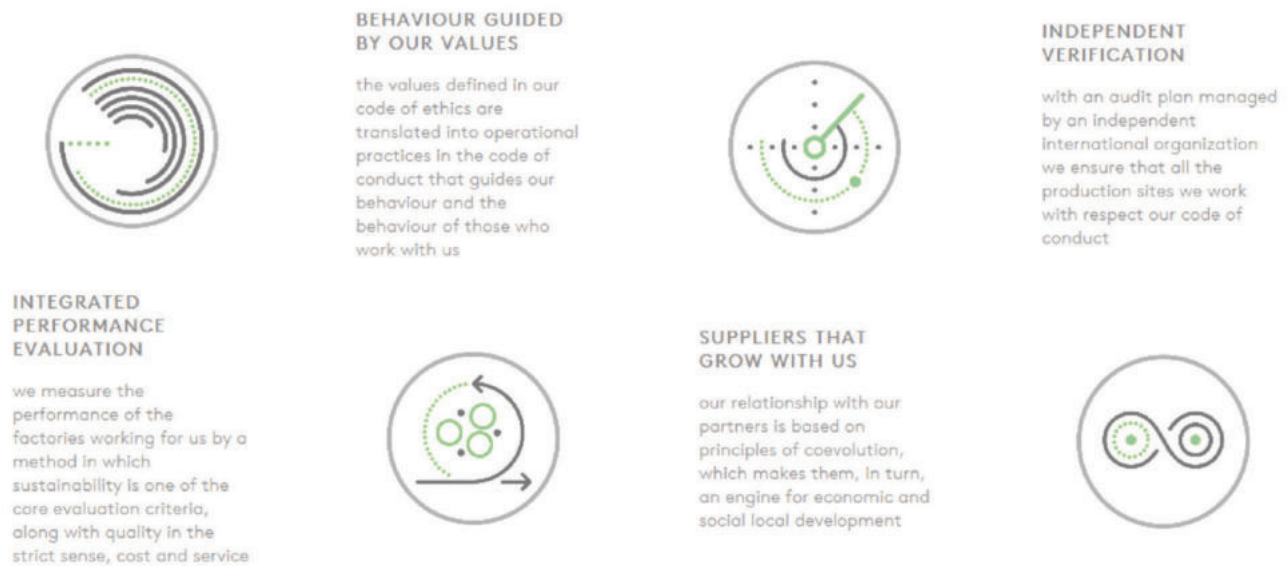 BEHAVIOUR GUIDED
BY OUR VALUES
the values defined in our
code of ethics are
translated into operational
practices in the code of
conduct that guides our
behaviour and the
behaviour of those who
work with us
INDEPENDENT
VERIFICATION
with an audit plan managed
by an independent
international organization
we ensure that all the
production sites we work
with respect our code of
conduct
INTEGRATED
PERFORMANCE
EVALUATION
we measure the
performance of the
factories working for us by a
method in which
sustainability is one of the
core evaluation criteria,
along with quality in the
strict sense, cost and service
SUPPLIERS THAT
GROW WITH US
our relationship with our
partners is based on
principles of coevolution,
which makes them, in turn,
an engine for economic and
social local development